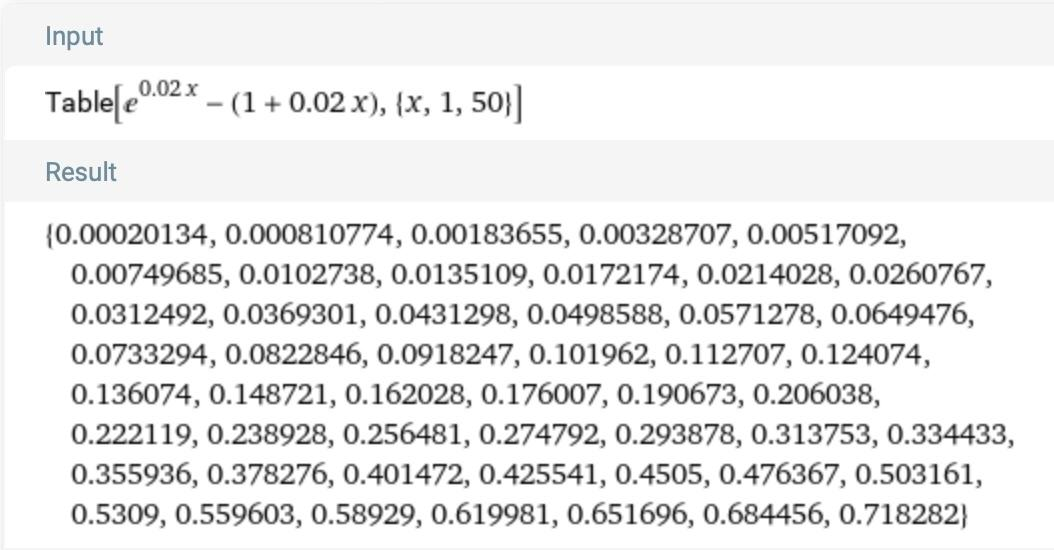 Input
Table[e^0.02 x − (1 + 0.02 x), {x, 1, 50}]
Result
{0.00020134, 0.000810774, 0.00183655, 0.00328707, 0.00517092,
0.00749685, 0.0102738, 0.0135109, 0.0172174, 0.0214028, 0.0260767,
0.0312492, 0.0369301, 0.0431298, 0.0498588, 0.0571278, 0.0649476,
0.0733294, 0.0822846, 0.0918247, 0.101962, 0.112707, 0.124074,
0.136074, 0.148721, 0.162028, 0.176007, 0.190673, 0.206038,
0.222119, 0.238928, 0.256481, 0.274792, 0.293878, 0.313753, 0.334433,
0.355936, 0.378276, 0.401472, 0.425541, 0.4505, 0.476367, 0.503161,
0.5309, 0.559603, 0.58929, 0.619981, 0.651696, 0.684456, 0.718282}